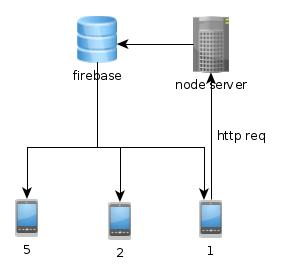 firebase
node server
http req
5
2
1